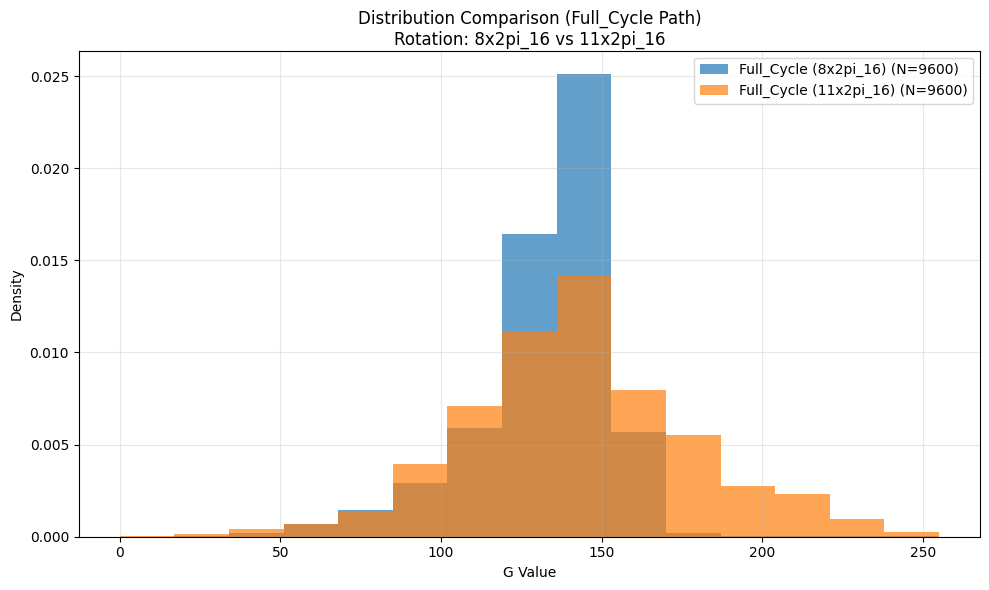 Distribution Comparison (Full_Cycle Path)
Rotation: 8x2pi_16 vs 11x2pi_16
Full_Cycle (8x2pi_16) (N=9600)
Full_Cycle (11x2pi_16) (N=9600)
0.025
0.020
0.015
0.010
0.005
0.000
Density
0 50 100 150 200 250
G Value